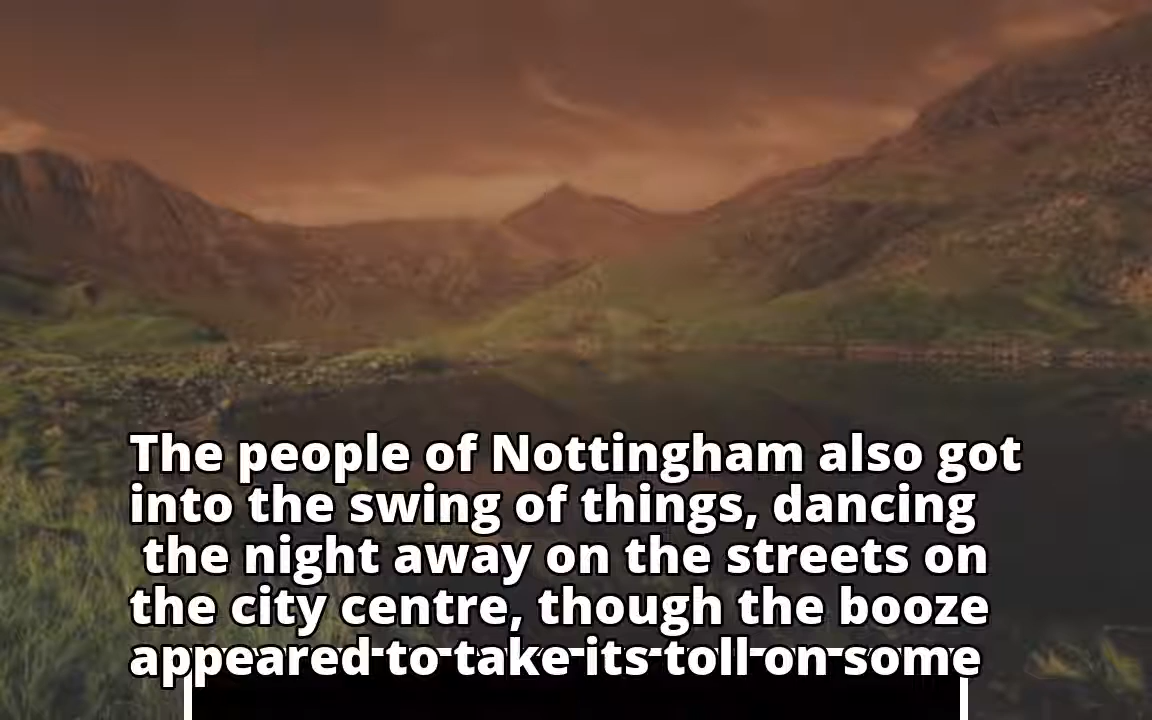 The people of Nottingham also got
into the swing of things, dancing
the night away on the streets on
the city centre, though the booze
appeared to take its toll on some